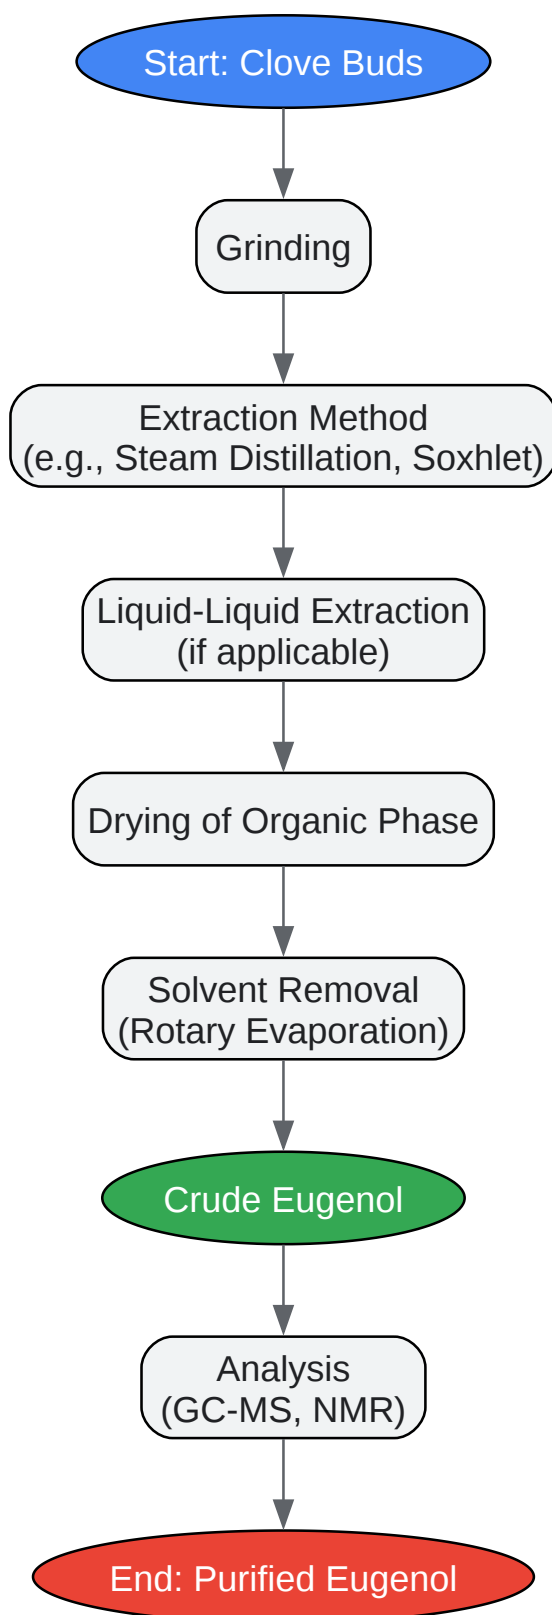 Start: Clove Buds
Grinding
Extraction Method
(e.g., Steam Distillation, Soxhlet)
Liquid-Liquid Extraction
(if applicable)
Drying of Organic Phase
Solvent Removal
(Rotary Evaporation)
Crude Eugenol
Analysis
(GC-MS, NMR)
End: Purified Eugenol